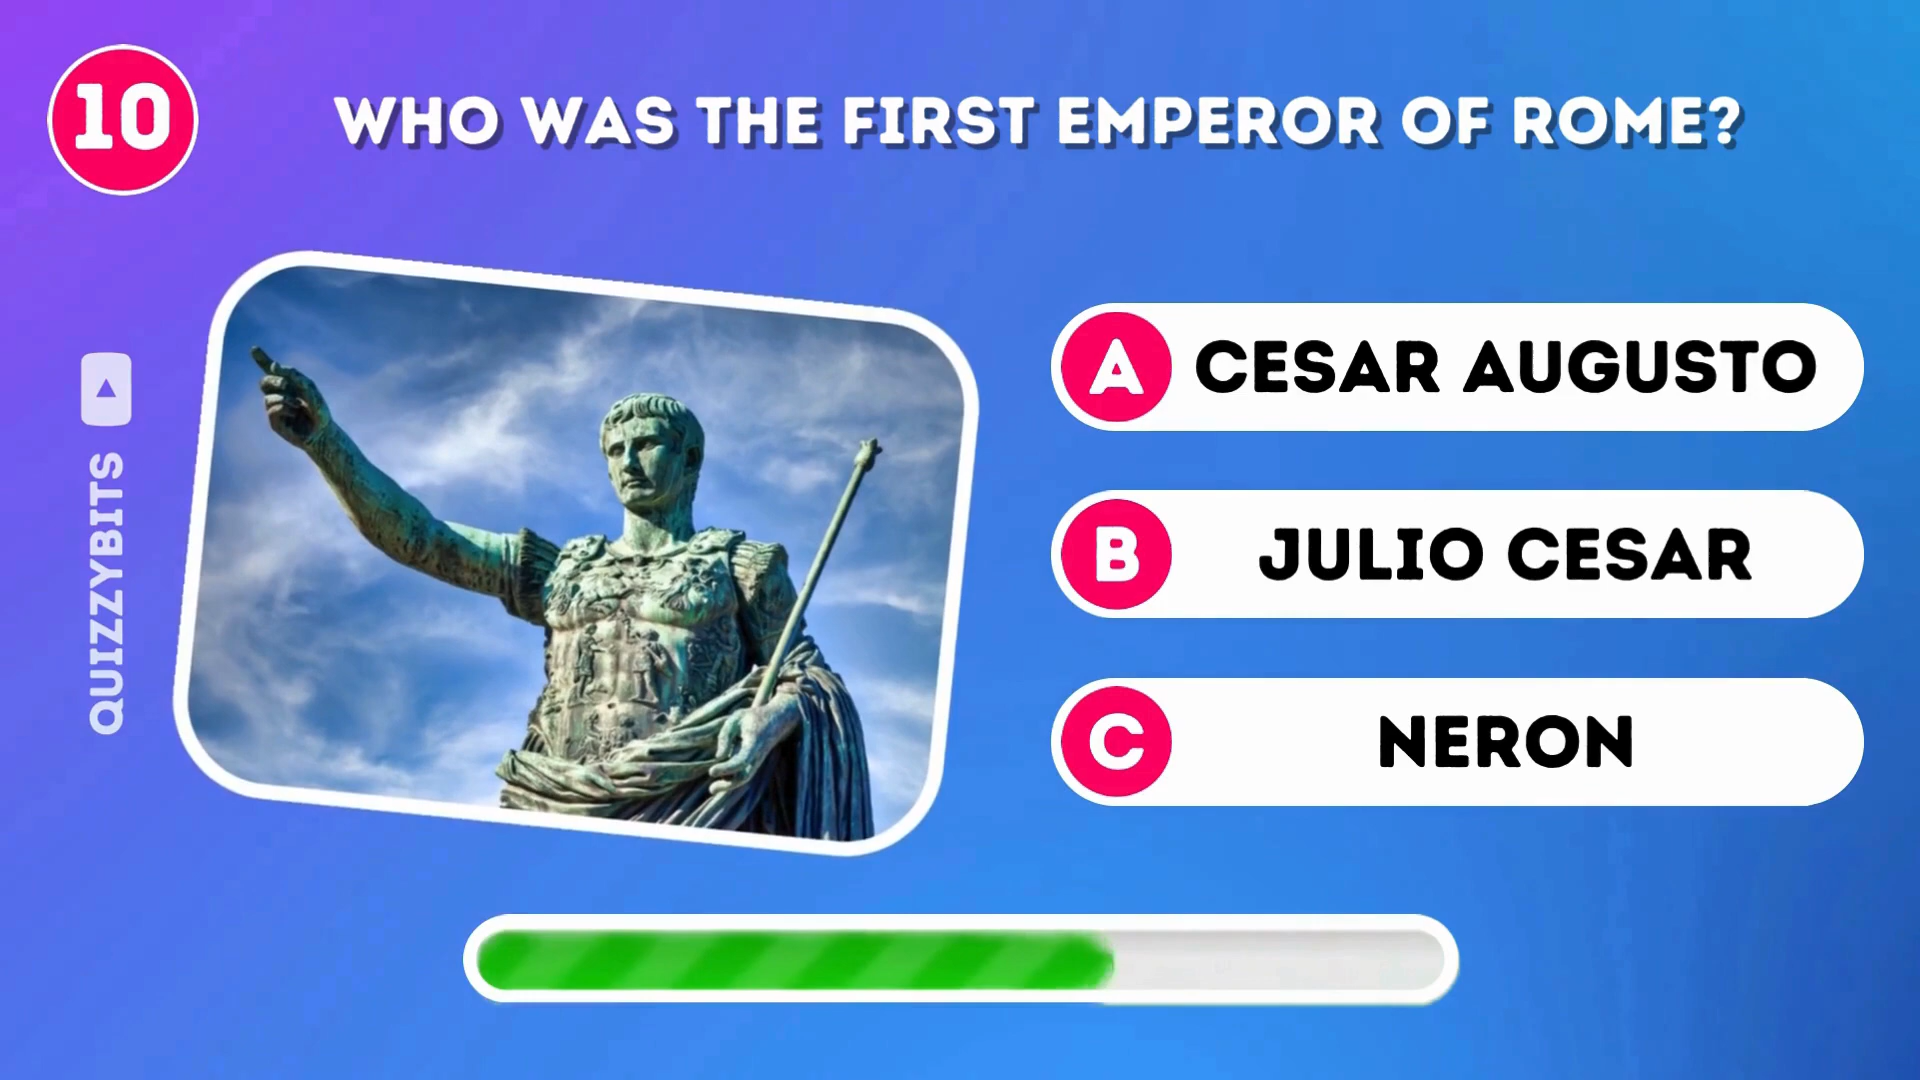 10
WHO WAS THE FIRST EMPEROR OF ROME?
QUIZZYBITS
A CESAR AUGUSTO
B JULIO CESAR
C NERON